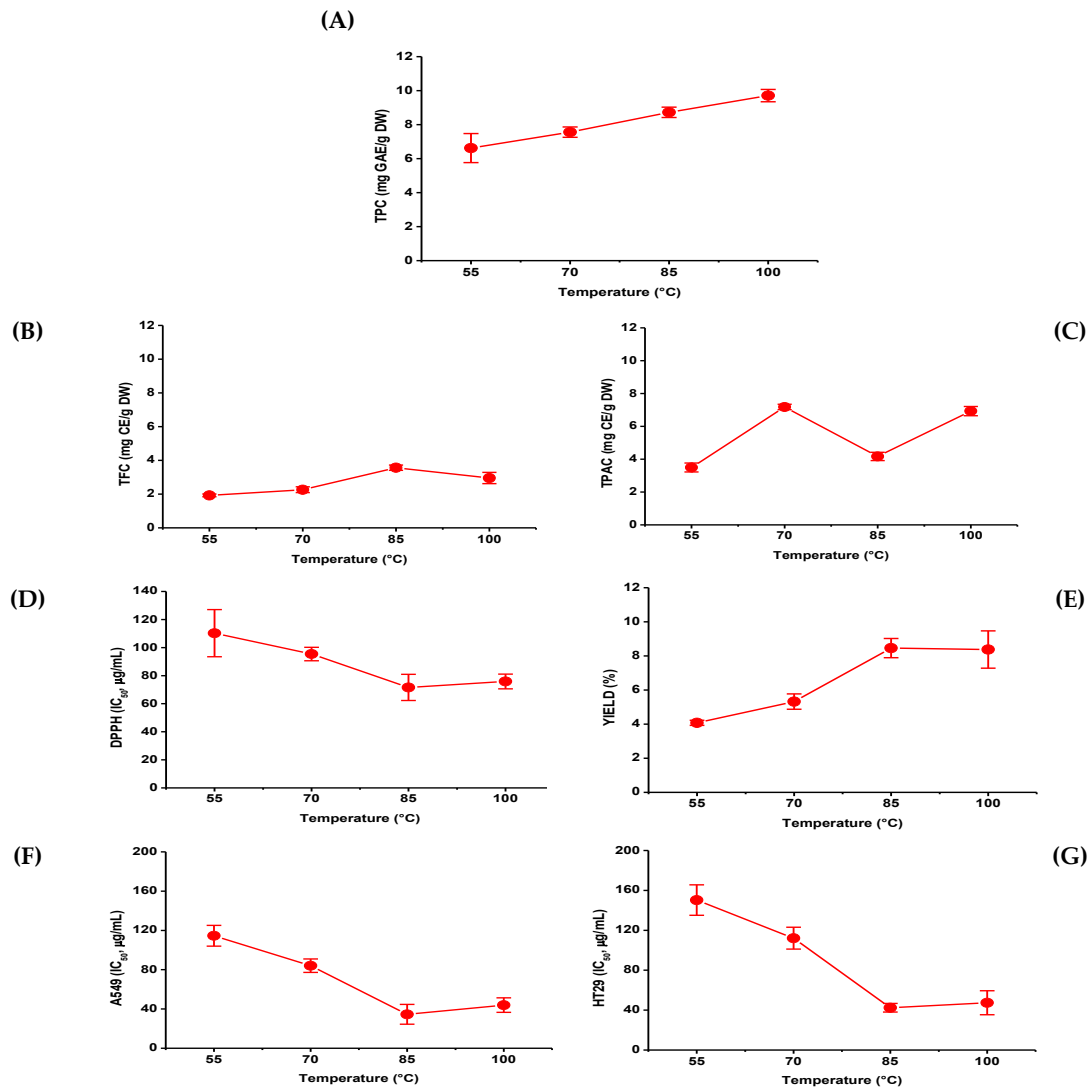 (A)
TPC (mg GAE/g DW)
12
10
8
6
4
2
0
55 70 85 100
Temperature (°C)
(B)
TFC (mg CE/g DW)
12
10
8
6
4
2
0
55 70 85 100
Temperature (°C)
(C)
TPAC (mg CE/g DW)
12
10
8
6
4
2
0
55 70 85 100
Temperature (°C)
(D)
DPPH (IC50, µg/mL)
140
120
100
80
60
40
20
0
55 70 85 100
Temperature (°C)
(E)
YIELD (%)
12
10
8
6
4
2
0
55 70 85 100
Temperature (°C)
(F)
A549 (IC50, µg/mL)
200
160
120
80
40
0
55 70 85 100
Temperature (°C)
(G)
HT29 (IC50, µg/mL)
200
160
120
80
40
0
55 70 85 100
Temperature (°C)